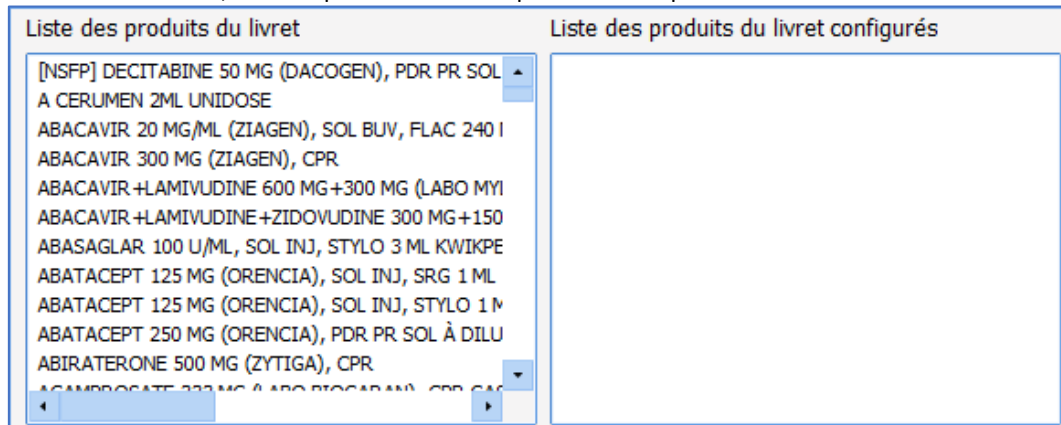 Liste des produits du livret
Liste des produits du livret configurés
[NSFP] DECITABINE 50 MG (DACOGEN), PDR PR SOL
A CERUMEN 2ML UNIDOSE
ABACAVIR 20 MG/ML (ZIAGEN), SOL BUV, FLAC 240
ABACAVIR 300 MG (ZIAGEN), CPR
ABACAVIR+LAMIVUDINE 600 MG+300 MG (LABO MYL
ABACAVIR+LAMIVUDINE+ZIDOVUDINE 300 MG+150
ABASAGLAR 100 U/ML, SOL INJ, STYLO 3 ML KWIKPE
ABATACEPT 125 MG (ORENCIA), SOL INJ, SRG 1 ML
ABATACEPT 125 MG (ORENCIA), SOL INJ, STYLO 1 M
ABATACEPT 250 MG (ORENCIA), PDR PR SOL À DILU
ABIRATERONE 500 MG (ZYTIGA), CPR